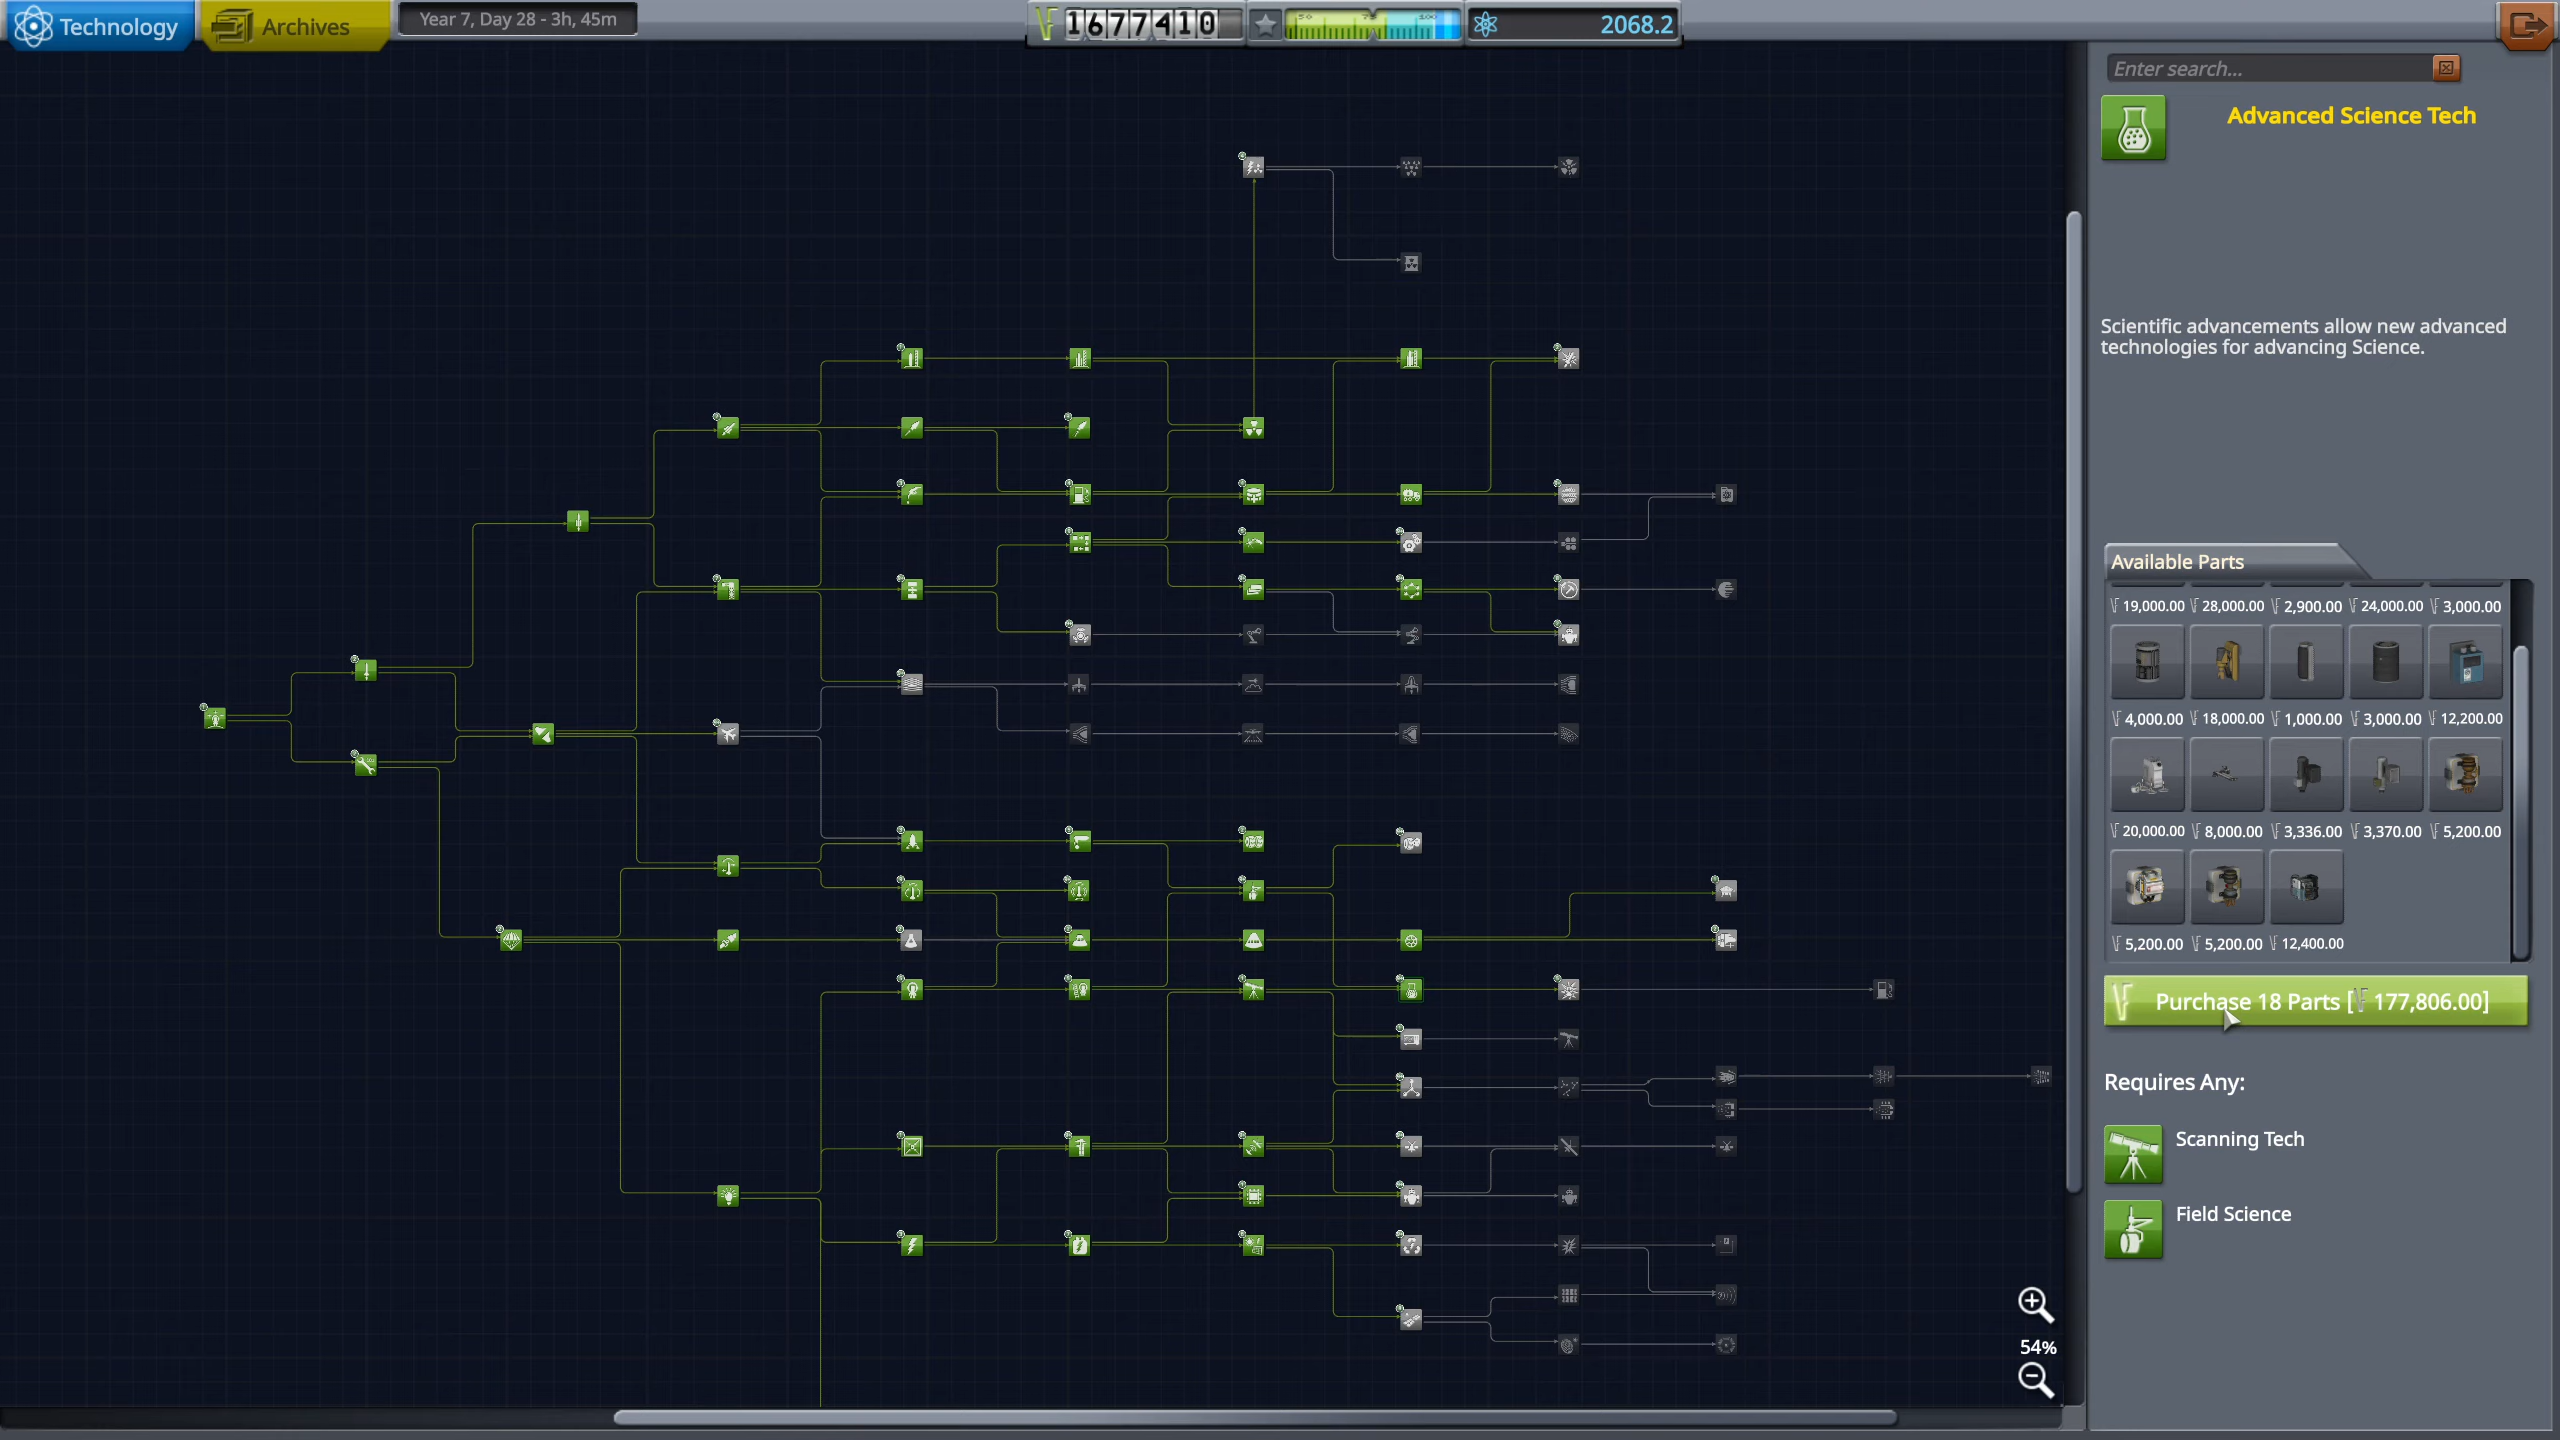 Technology
Archives
Year 7, Day 28 - 3h, 45m
1677410
50 75 100
2068.2
Enter search...
Advanced Science Tech
Scientific advancements allow new advanced
technologies for advancing Science.
Available Parts
19,000.00 28,000.00 2,900.00 24,000.00 3,000.00
4,000.00 18,000.00 1,000.00 3,000.00 12,200.00
20,000.00 8,000.00 3,336.00 3,370.00 5,200.00
5,200.00 5,200.00 12,400.00
Purchase 18 Parts [ 177,806.00]
Requires Any:
Scanning Tech
Field Science
54%